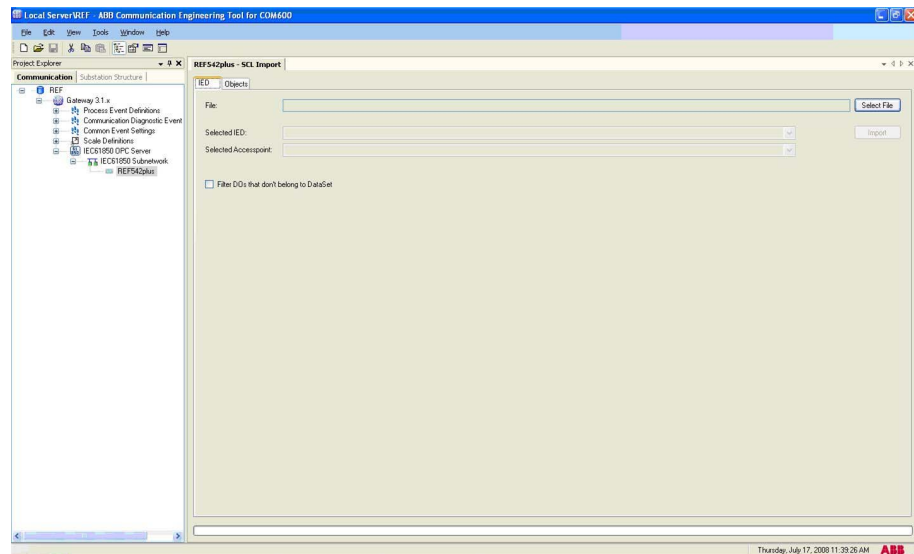 Local Server\REF - ABB Communication Engineering Tool for COM600
File Edit View Tools Window Help
Project Explorer
Communication Substation Structure
REF
Gateway 3.1.x
Process Event Definitions
Communication Diagnostic Event
Common Event Settings
Scale Definitions
IEC61850 OPC Server
IEC61850 Subnetwork
REF542plus
REF542plus - SCL Import
IED Objects
File: Select File
Selected IED: Import
Selected Accesspoint:
Filter DOs that don't belong to DataSet
Thursday, July 17, 2008 11:39:26 AM ABB